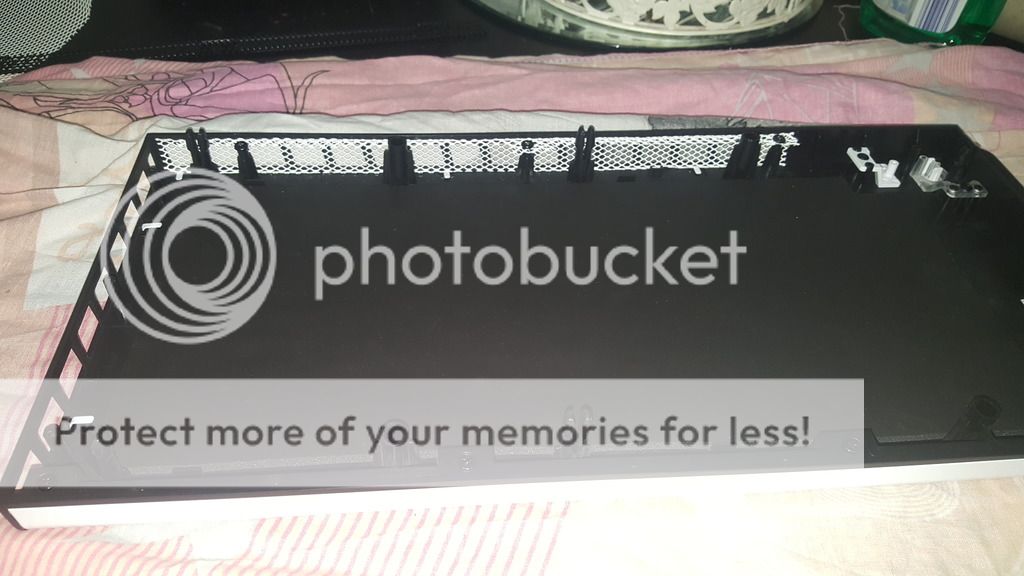 photobucket
Protect more of your memories for less!